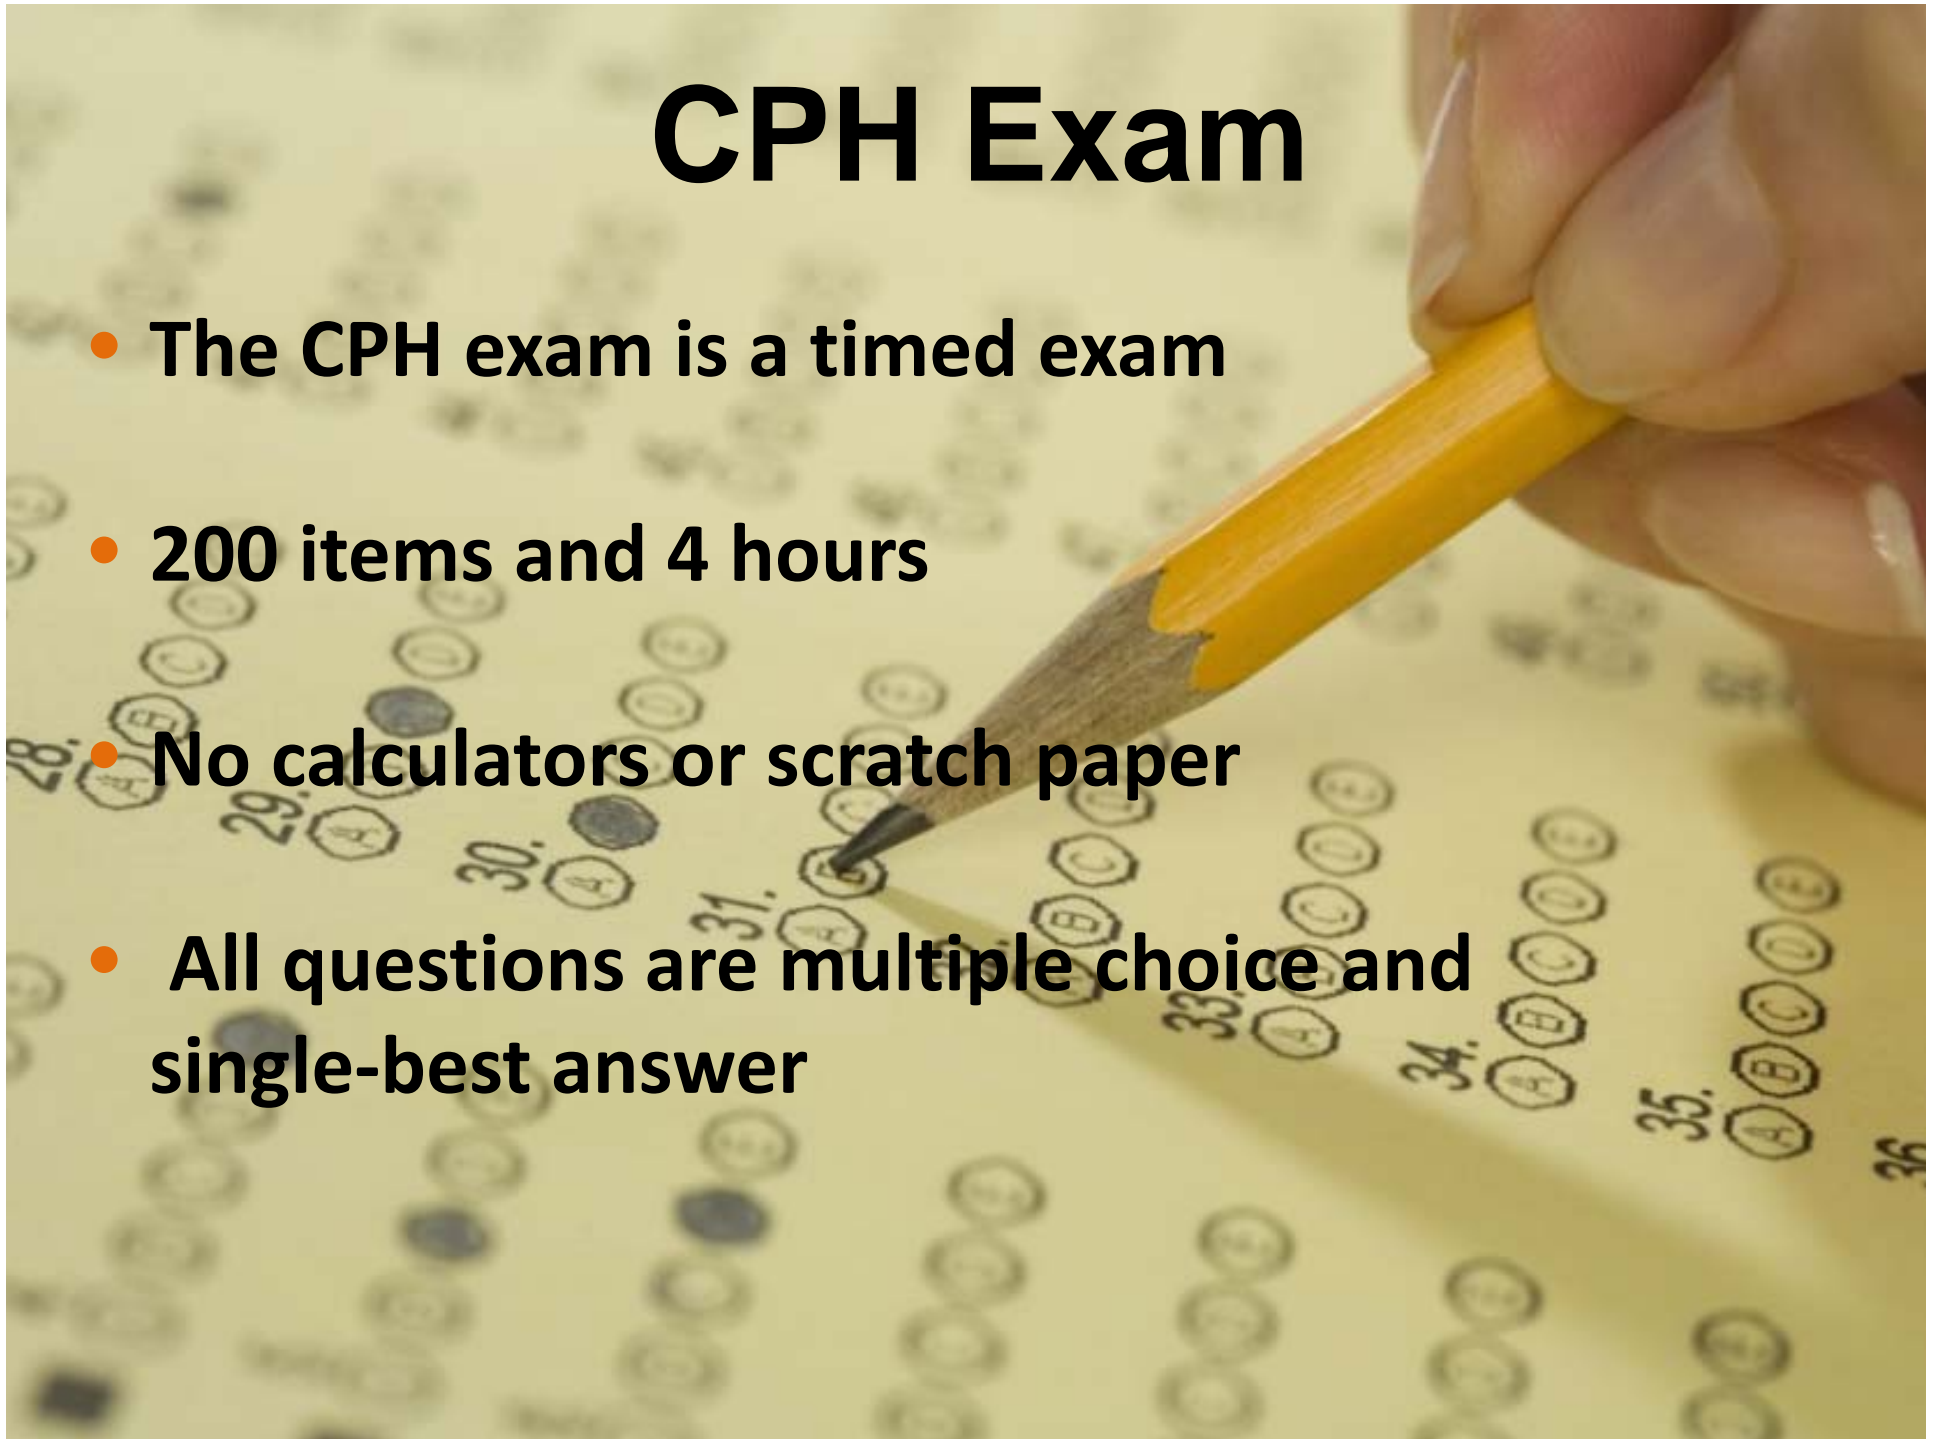 CPH Exam
• The CPH exam is a timed exam
• 200 items and 4 hours
• No calculators or scratch paper
• All questions are multiple choice and
single-best answer
28.
29.
30.
31.
33.
34.
35.
36